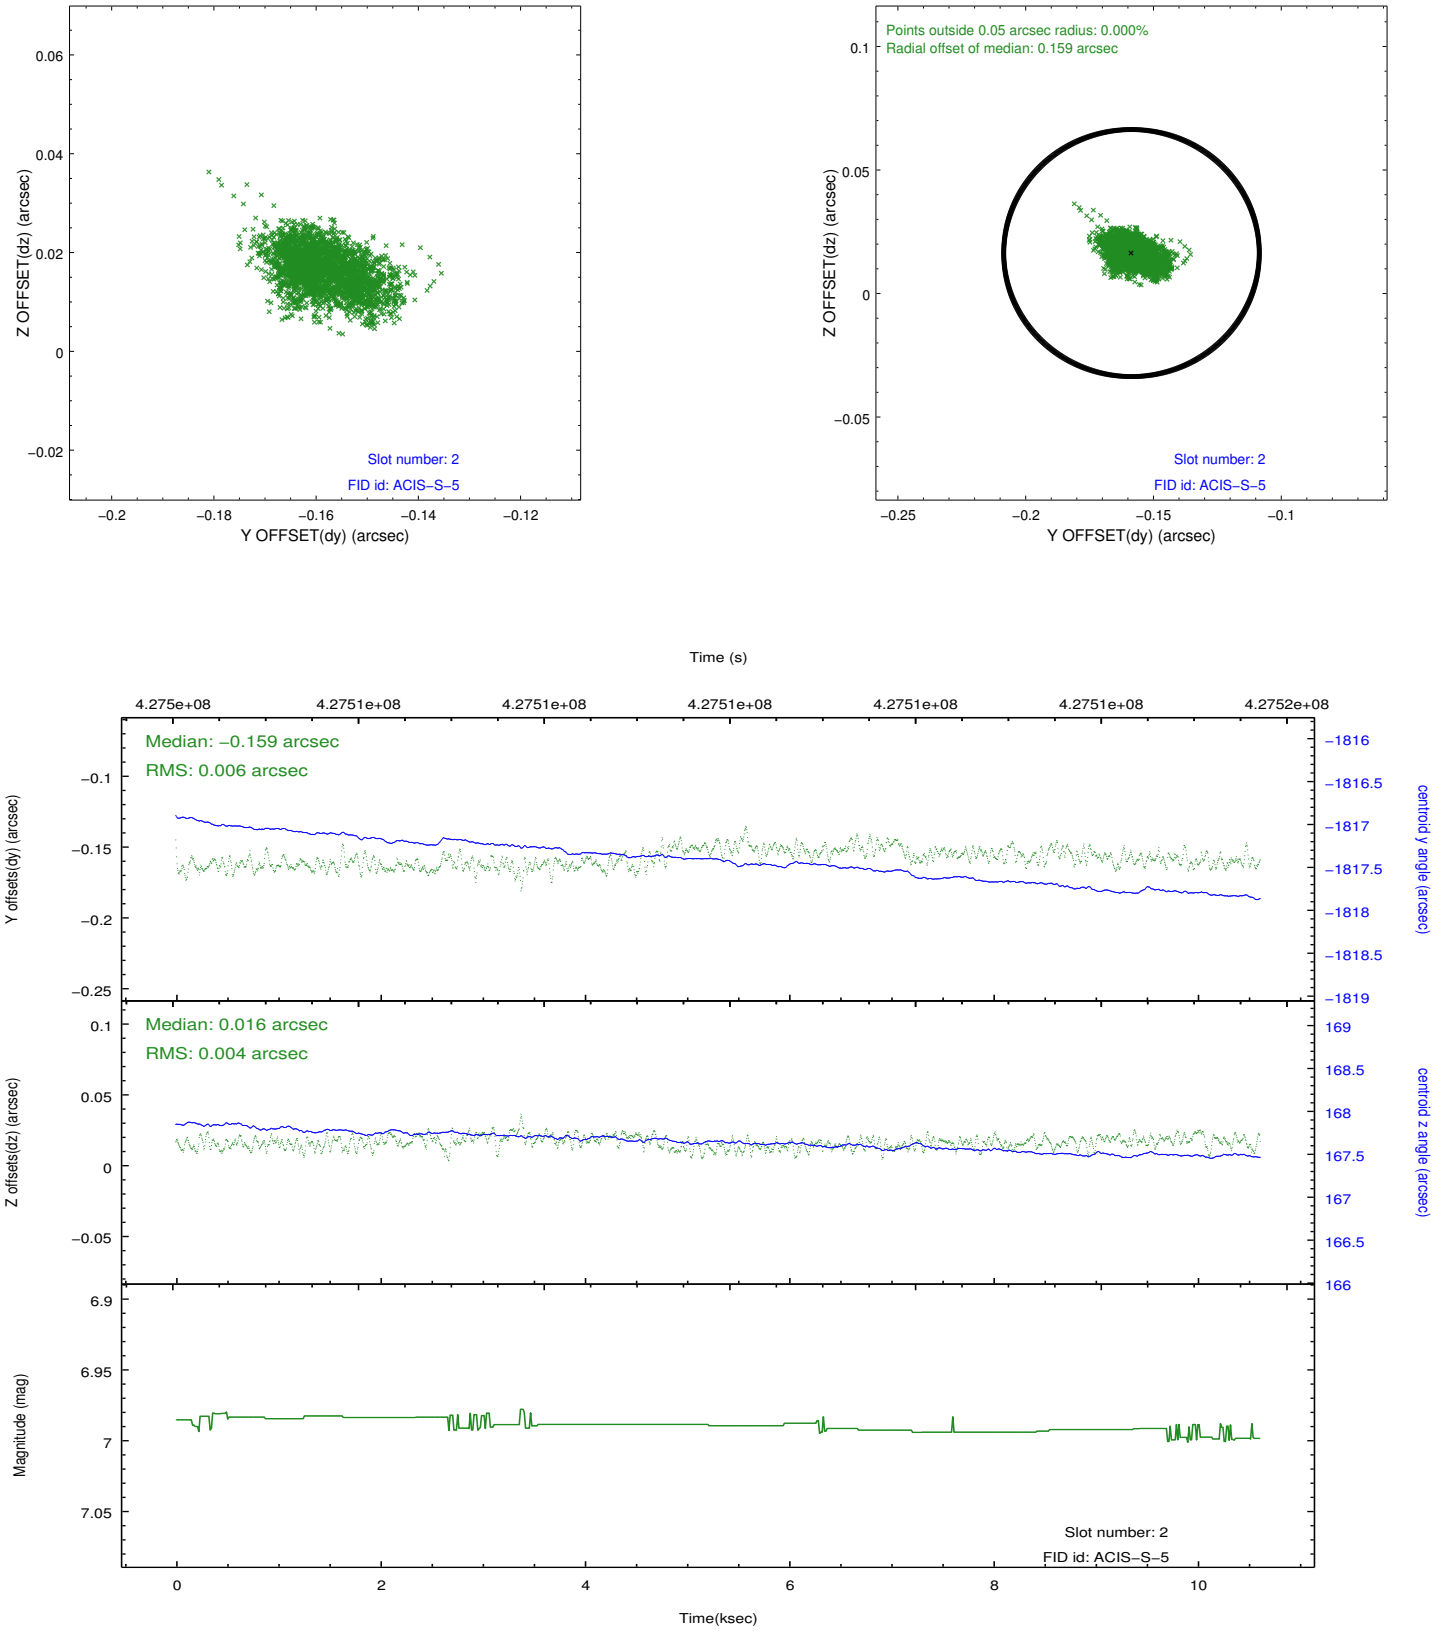 0.06
0.04
0.02
0
−0.02
Z OFFSET(dz) (arcsec)
Slot number: 2
FID id: ACIS−S−5
−0.2
−0.18
−0.16
−0.14
−0.12
Y OFFSET(dy) (arcsec)
Points outside 0.05 arcsec radius: 0.000%
Radial offset of median: 0.159 arcsec
0.1
0.05
0
−0.05
Z OFFSET(dz) (arcsec)
Slot number: 2
FID id: ACIS−S−5
−0.25
−0.2
−0.15
−0.1
Y OFFSET(dy) (arcsec)
Time (s)
4.275e+08
4.2751e+08
4.2751e+08
4.2751e+08
4.2751e+08
4.2751e+08
4.2752e+08
Median: −0.159 arcsec
RMS: 0.006 arcsec
−0.1
−0.15
−0.2
−0.25
Y offsets(dy) (arcsec)
−1816
−1816.5
−1817
−1817.5
−1818
−1818.5
−1819
centroid y angle (arcsec)
Median: 0.016 arcsec
RMS: 0.004 arcsec
0.1
0.05
0
−0.05
Z offsets(dz) (arcsec)
169
168.5
168
167.5
167
166.5
166
centroid z angle (arcsec)
6.9
6.95
7
7.05
Magnitude (mag)
Slot number: 2
FID id: ACIS−S−5
0
2
4
6
8
10
Time(ksec)